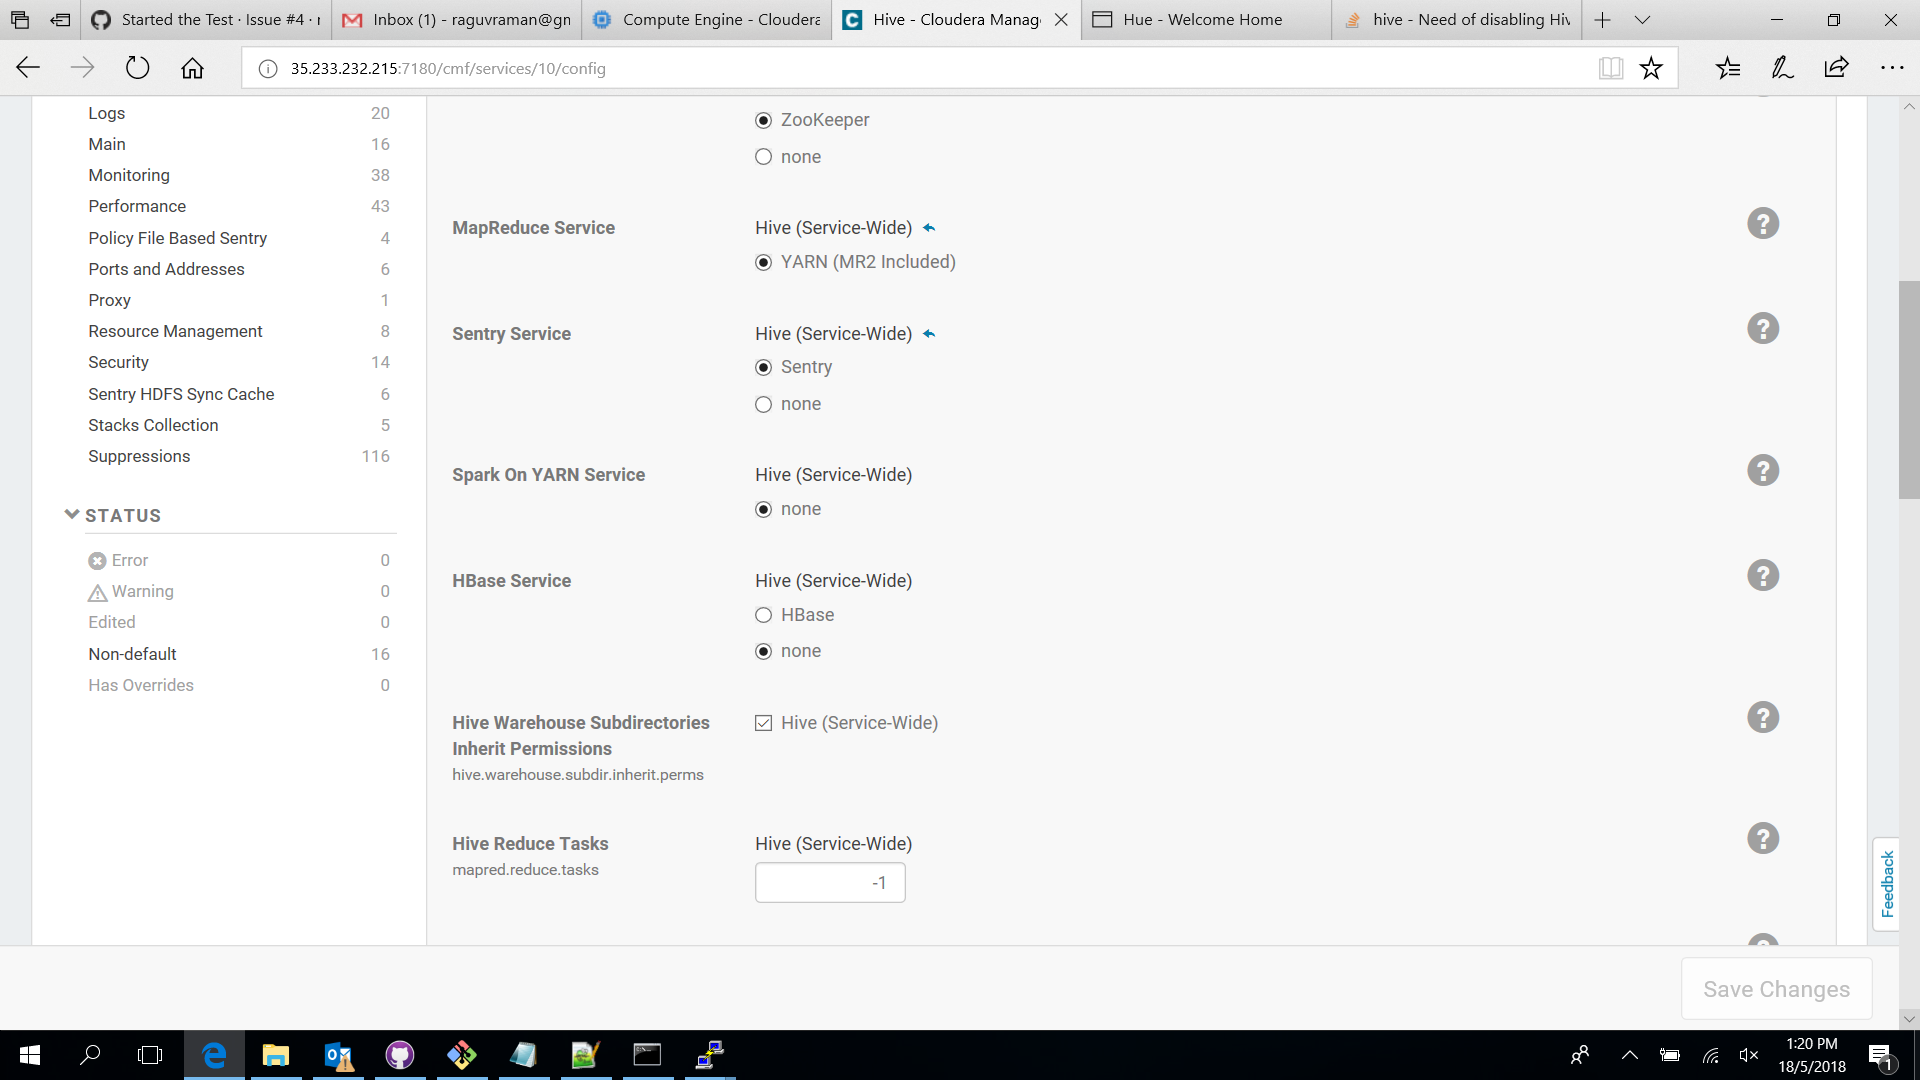 Started the Test · Issue #4 · r
Inbox (1) - raguvraman@gn
Compute Engine - Cloudera
Hive - Cloudera Manag
Hue - Welcome Home
hive - Need of disabling Hiv
35.233.232.215:7180/cmf/services/10/config
Logs 20
Main 16
Monitoring 38
Performance 43
Policy File Based Sentry 4
Ports and Addresses 6
Proxy 1
Resource Management 8
Security 14
Sentry HDFS Sync Cache 6
Stacks Collection 5
Suppressions 116
STATUS
Error 0
Warning 0
Edited 0
Non-default 16
Has Overrides 0
ZooKeeper
none
MapReduce Service
Hive (Service-Wide)
YARN (MR2 Included)
Sentry Service
Hive (Service-Wide)
Sentry
none
Spark On YARN Service
Hive (Service-Wide)
none
HBase Service
Hive (Service-Wide)
HBase
none
Hive Warehouse Subdirectories
Inherit Permissions
hive.warehouse.subdir.inherit.perms
Hive (Service-Wide)
Hive Reduce Tasks
mapred.reduce.tasks
Hive (Service-Wide)
-1
Feedback
Save Changes
1:20 PM
18/5/2018
1